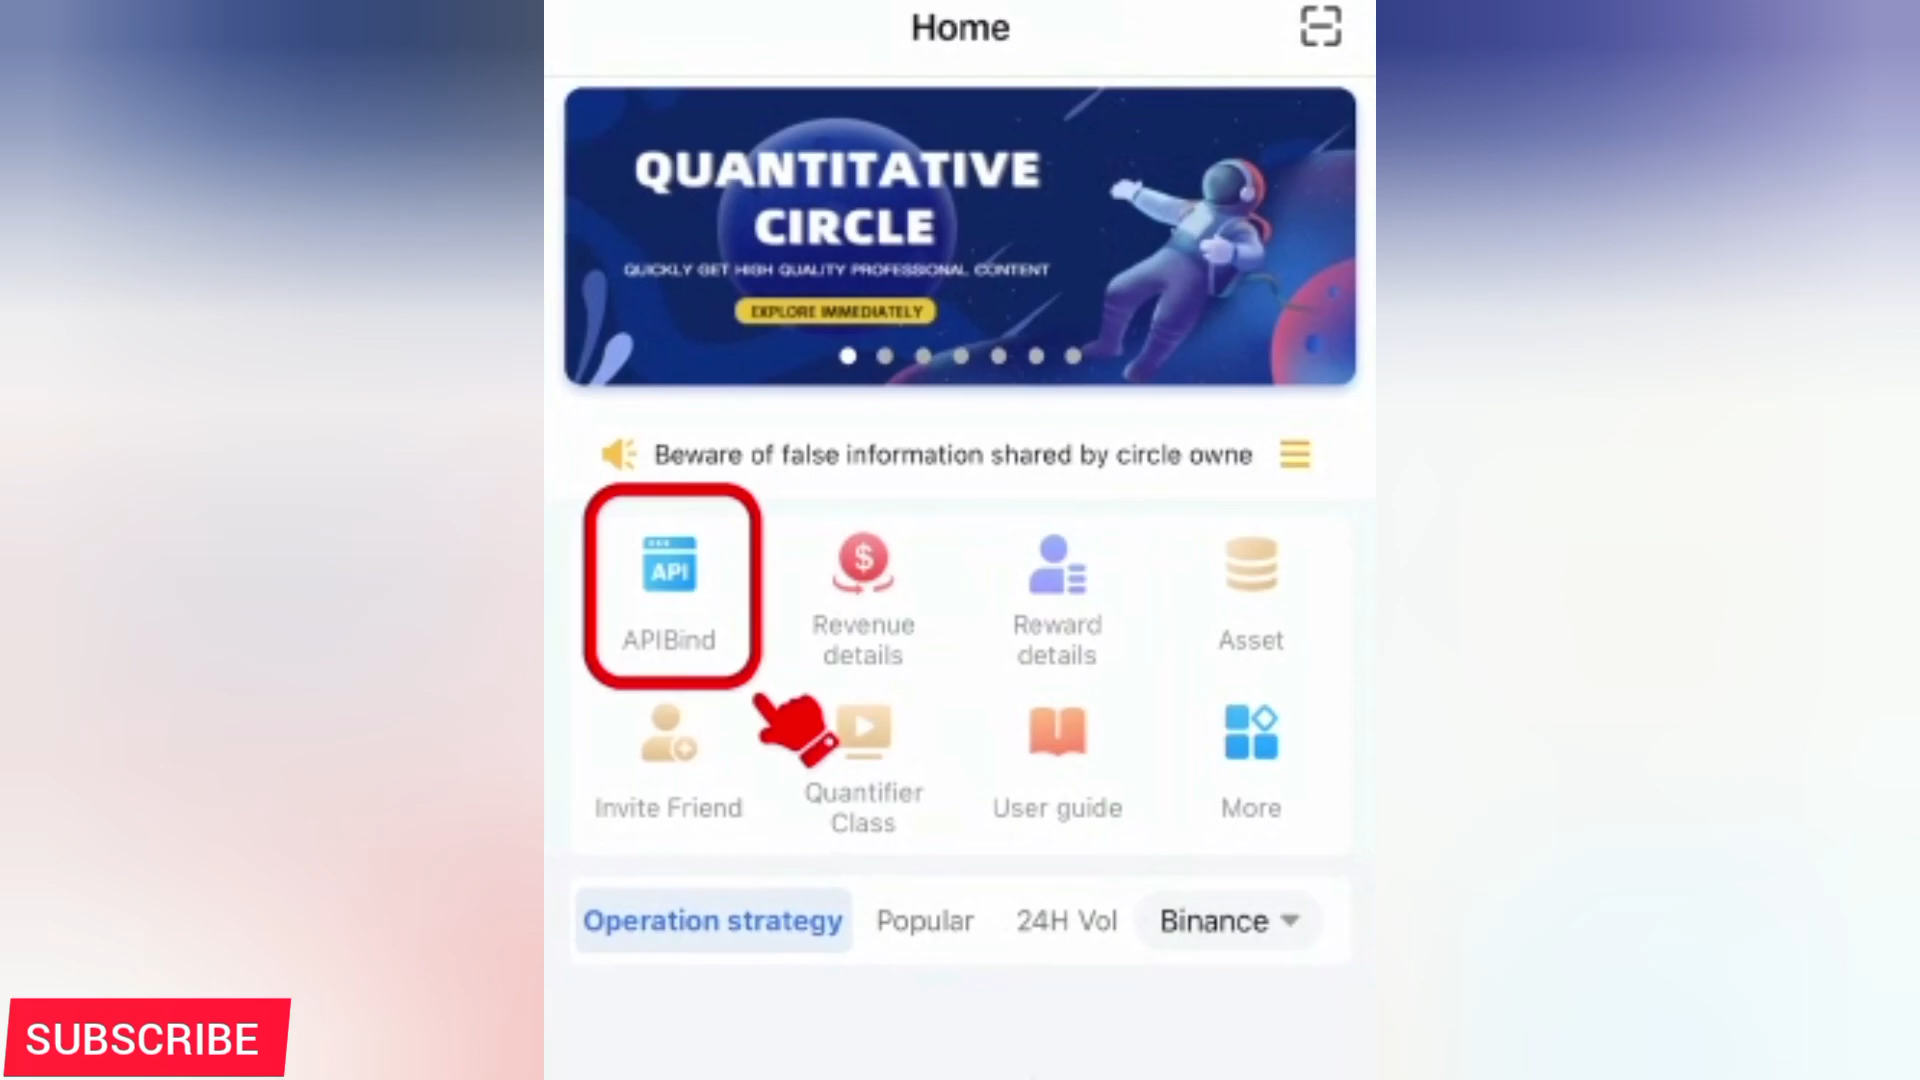 Home
QUANTITATIVE
CIRCLE
QUICKLY GET HIGH QUALITY PROFESSIONAL CONTENT
EXPLORE IMMEDIATELY
Beware of false information shared by circle owne
API
$
APIBind
Revenue
details
Reward
details
Asset
Invite Friend
Quantifier
Class
User guide
More
Operation strategy
Popular
24H Vol
Binance
SUBSCRIBE